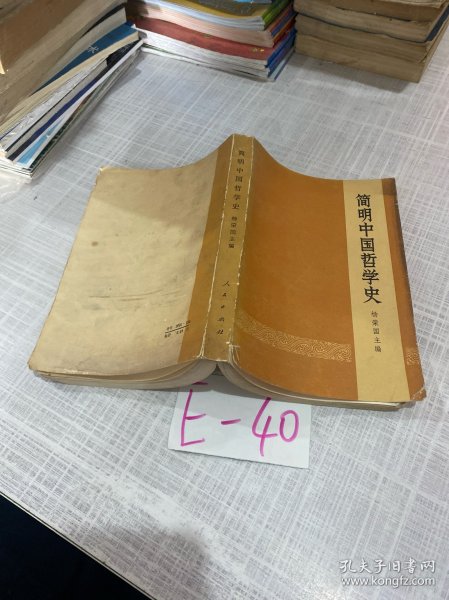 简明中国哲学史
杨荣国主编
简明中国哲学史
杨荣国主编
人民出版社
E-40
孔夫子旧书网
www.kongfz.com